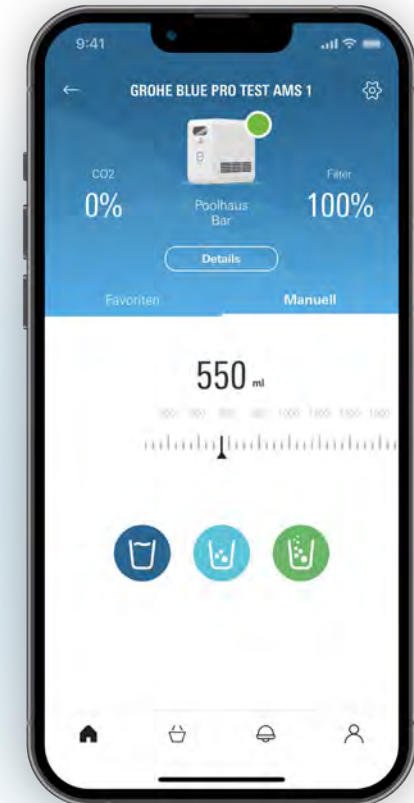 9:41
GROHE BLUE PRO TEST AMS 1
CO2
0%
Poolhaus
Bar
Filter
100%
Details
Favoriten
Manuell
550 ml